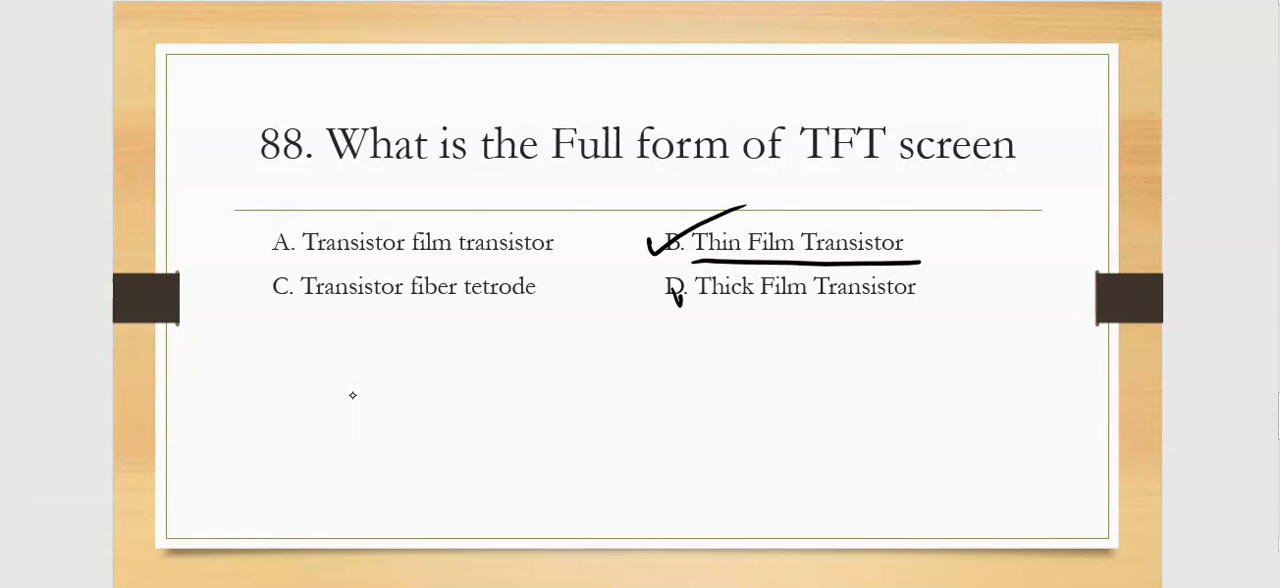 88. What is the Full form of TFT screen
A. Transistor film transistor
B. Thin Film Transistor
C. Transistor fiber tetrode
D. Thick Film Transistor